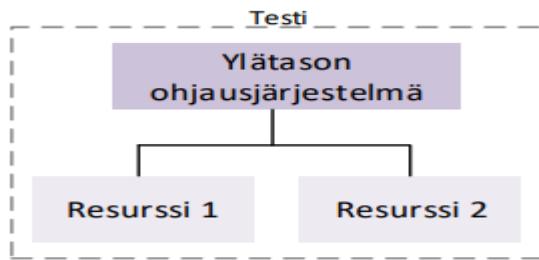 Testi
Ylätason
ohjausjärjestelmä
Resurssi 1
Resurssi 2